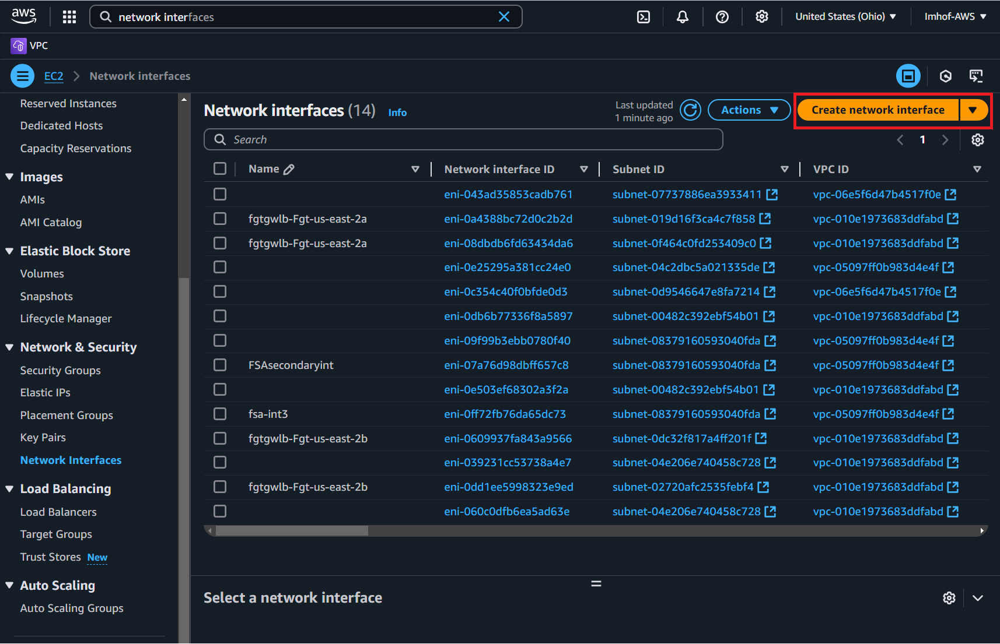 aws
network interfaces
United States (Ohio)
Imhof-AWS
VPC
EC2
Network interfaces
Reserved Instances
Dedicated Hosts
Capacity Reservations
Images
AMIs
AMI Catalog
Elastic Block Store
Volumes
Snapshots
Lifecycle Manager
Network & Security
Security Groups
Elastic IPs
Placement Groups
Key Pairs
Network Interfaces
Load Balancing
Load Balancers
Target Groups
Trust Stores New
Auto Scaling
Auto Scaling Groups
Network interfaces (14) Info
Last updated
1 minute ago
Actions
Create network interface
Search
1
Name Network interface ID Subnet ID VPC ID
eni-043ad35853cadb761 subnet-07737886ea3933411 vpc-06e5f6d47b4517f0e
fgtgwlb-Fgt-us-east-2a eni-0a4388bc72d0c2b2d subnet-019d16f3ca4c7f858 vpc-010e1973683ddfabd
fgtgwlb-Fgt-us-east-2a eni-08dbdb6fd63434da6 subnet-0f464c0fd253409c0 vpc-010e1973683ddfabd
eni-0e25295a381cc24e0 subnet-04c2dbc5a021335de vpc-05097ff0b983d4e4f
eni-0c354c40f0bfde0d3 subnet-0d9546647e8fa7214 vpc-06e5f6d47b4517f0e
eni-0db6b77336f8a5897 subnet-00482c392ebf54b01 vpc-010e1973683ddfabd
eni-09f99b3ebb0780f40 subnet-08379160593040fda vpc-05097ff0b983d4e4f
FSAsecondaryint eni-07a76d98dbff657c8 subnet-08379160593040fda vpc-05097ff0b983d4e4f
eni-0e503ef68302a3f2a subnet-00482c392ebf54b01 vpc-010e1973683ddfabd
fsa-int3 eni-0ff72fb76da65dc73 subnet-08379160593040fda vpc-05097ff0b983d4e4f
fgtgwlb-Fgt-us-east-2b eni-0609937fa843a9566 subnet-0dc32f817a4ff201f vpc-010e1973683ddfabd
eni-039231cc53738a4e7 subnet-04e206e740458c728 vpc-010e1973683ddfabd
fgtgwlb-Fgt-us-east-2b eni-0dd1ee5998323e9ed subnet-02720afc2535febf4 vpc-010e1973683ddfabd
eni-060c0dfb6ea5ad63e subnet-04e206e740458c728 vpc-010e1973683ddfabd
Select a network interface